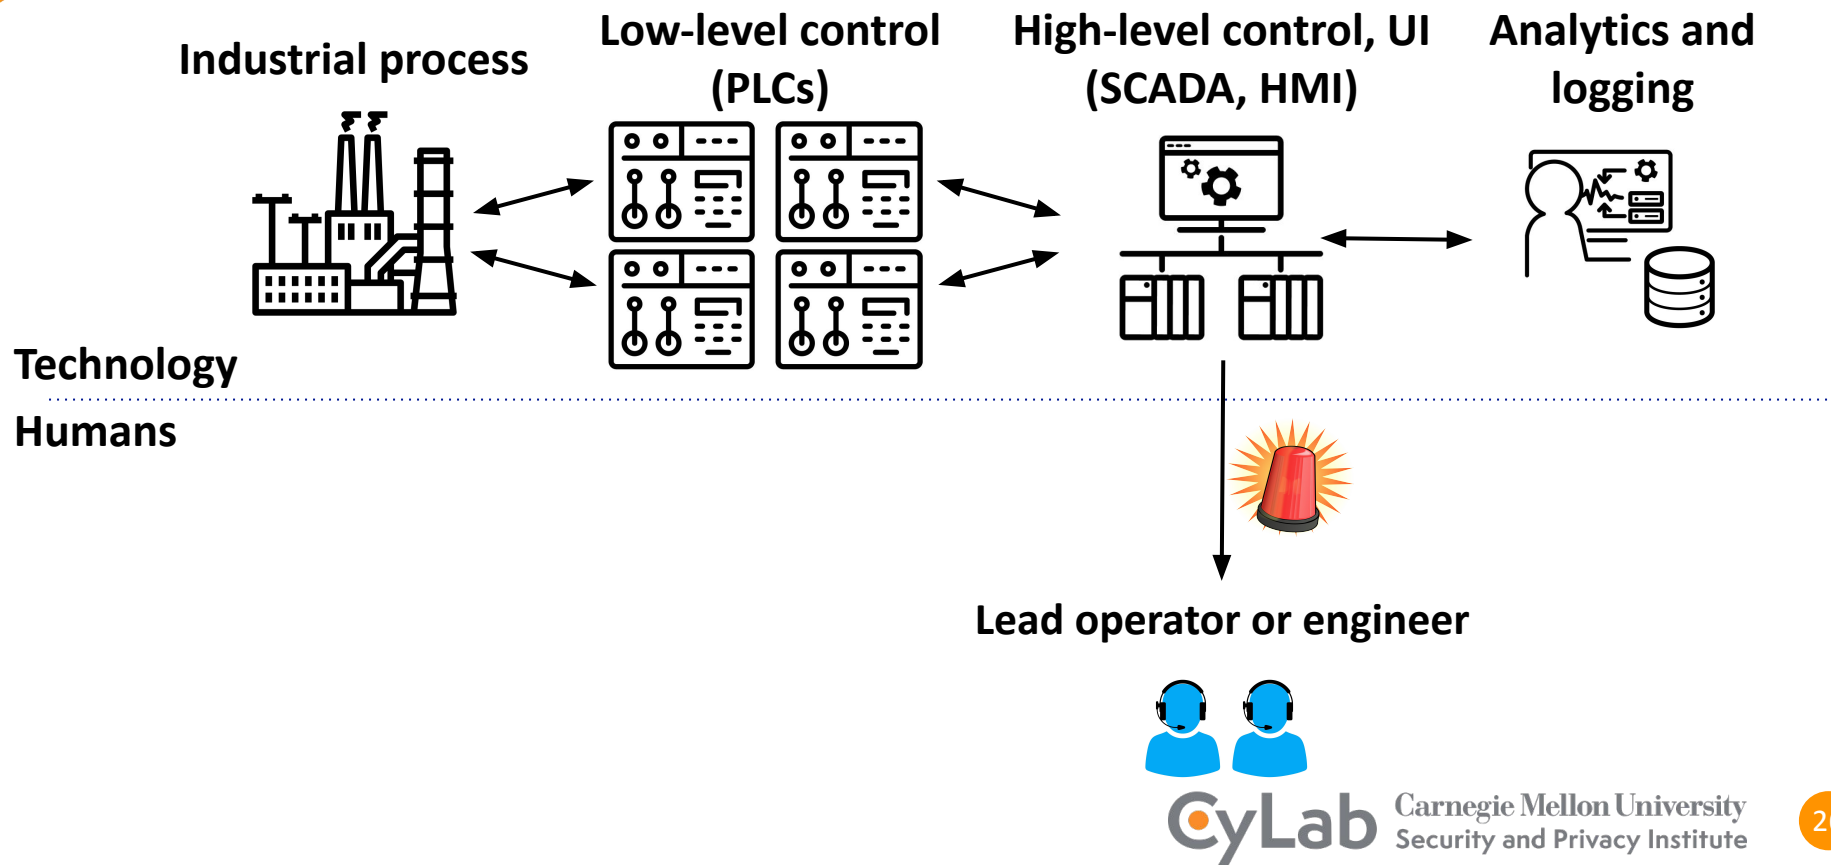 Industrial process
Low-level control
(PLCs)
High-level control, UI
(SCADA, HMI)
Analytics and
logging
Technology
Humans
Lead operator or engineer
CyLab
Carnegie Mellon University
Security and Privacy Institute